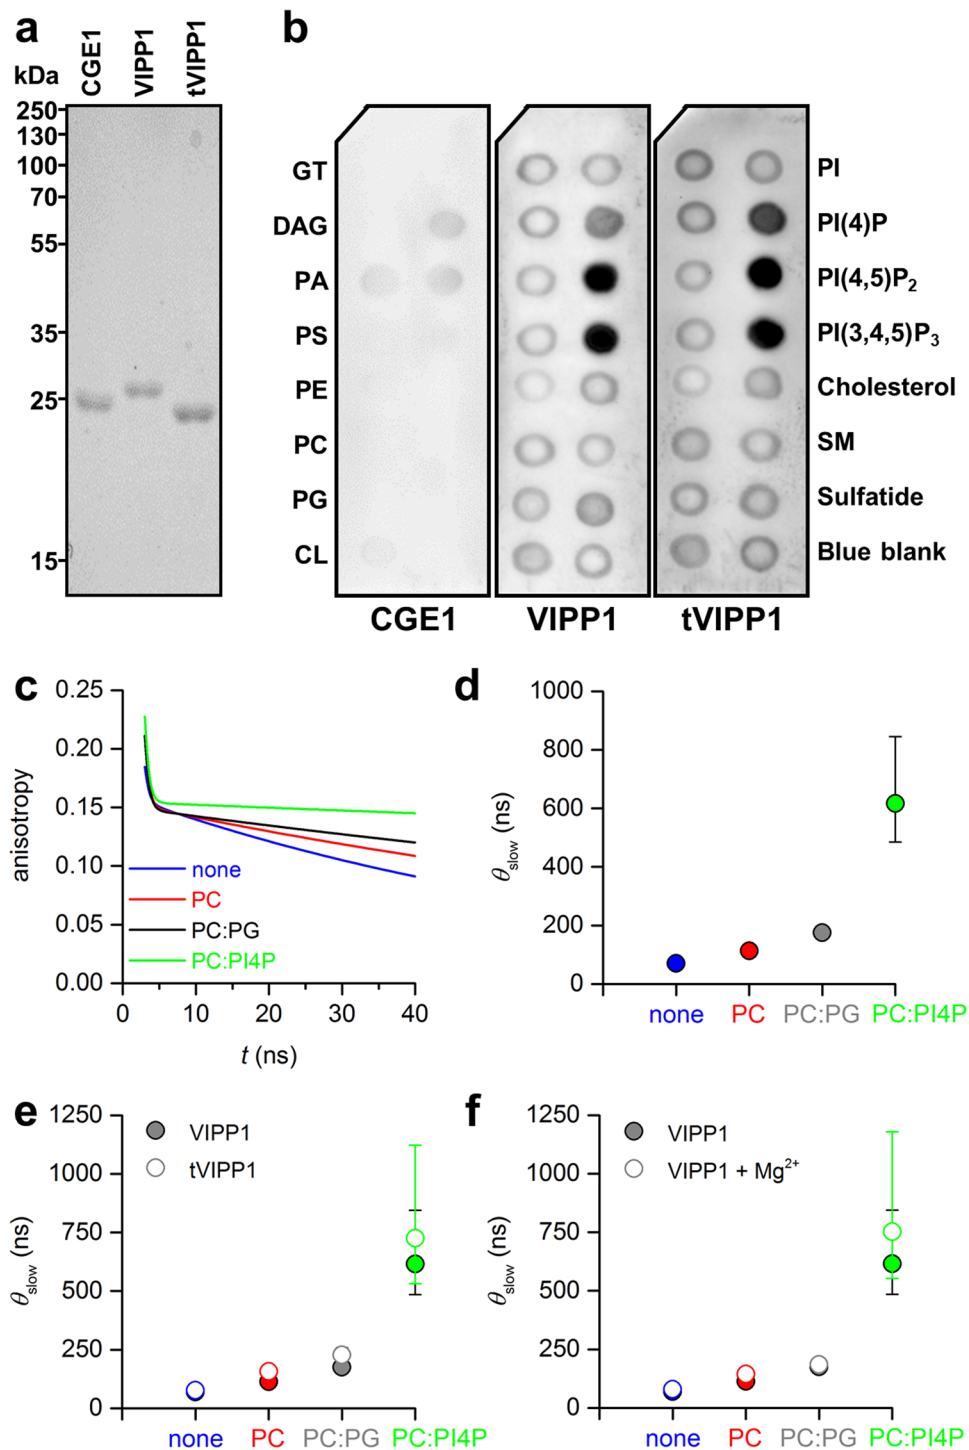 a
kDa
CGE1
VIPP1
tVIPP1
250
130
100
70
55
35
25
15
b
GT
DAG
PA
PS
PE
PC
PG
CL
PI
PI(4)P
PI(4,5)P2
PI(3,4,5)P3
Cholesterol
SM
Sulfatide
Blue blank
CGE1
VIPP1
tVIPP1
c
anisotropy
0.25
0.20
0.15
0.10
0.05
0.00
none
PC
PC:PG
PC:PI4P
0 10 20 30 40
t (ns)
d
θslow (ns)
1000
800
600
400
200
0
none PC PC:PG PC:PI4P
e
θslow (ns)
1250
1000
750
500
250
0
VIPP1
tVIPP1
none PC PC:PG PC:PI4P
f
θslow (ns)
1250
1000
750
500
250
0
VIPP1
VIPP1 + Mg2+
none PC PC:PG PC:PI4P